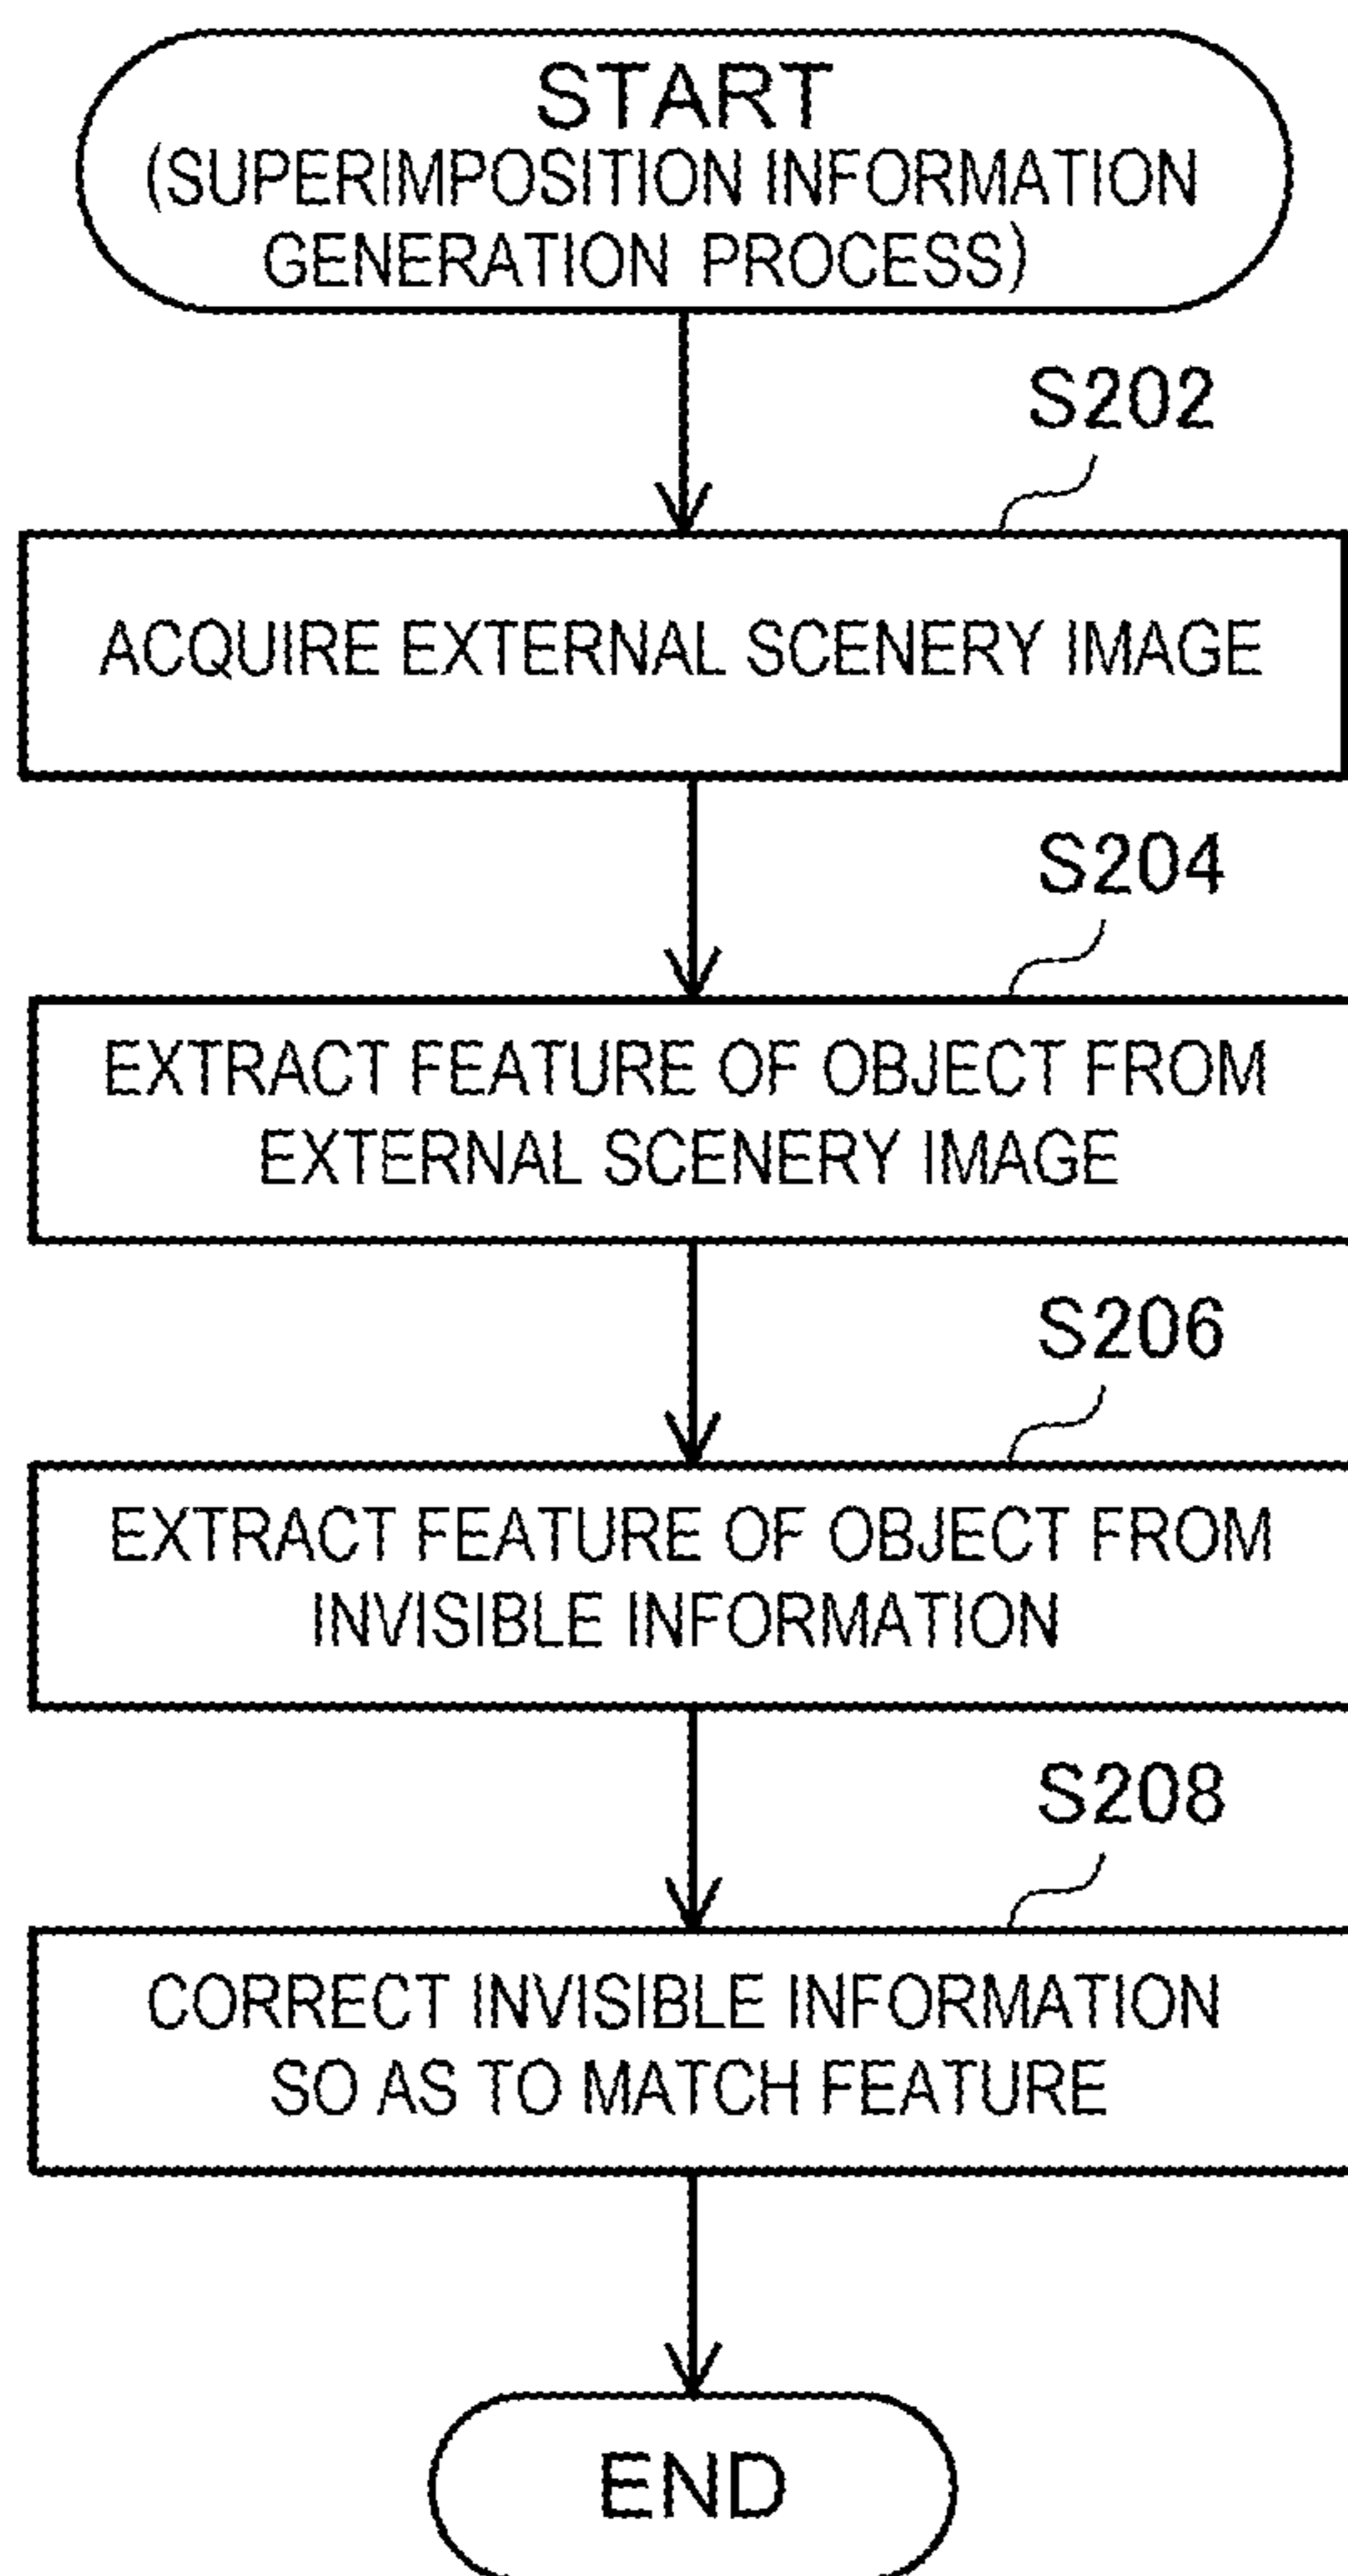 START
(SUPERIMPOSITION INFORMATION
GENERATION PROCESS)
S202
ACQUIRE EXTERNAL SCENERY IMAGE
S204
EXTRACT FEATURE OF OBJECT FROM
EXTERNAL SCENERY IMAGE
S206
EXTRACT FEATURE OF OBJECT FROM
INVISIBLE INFORMATION
S208
CORRECT INVISIBLE INFORMATION
SO AS TO MATCH FEATURE
END